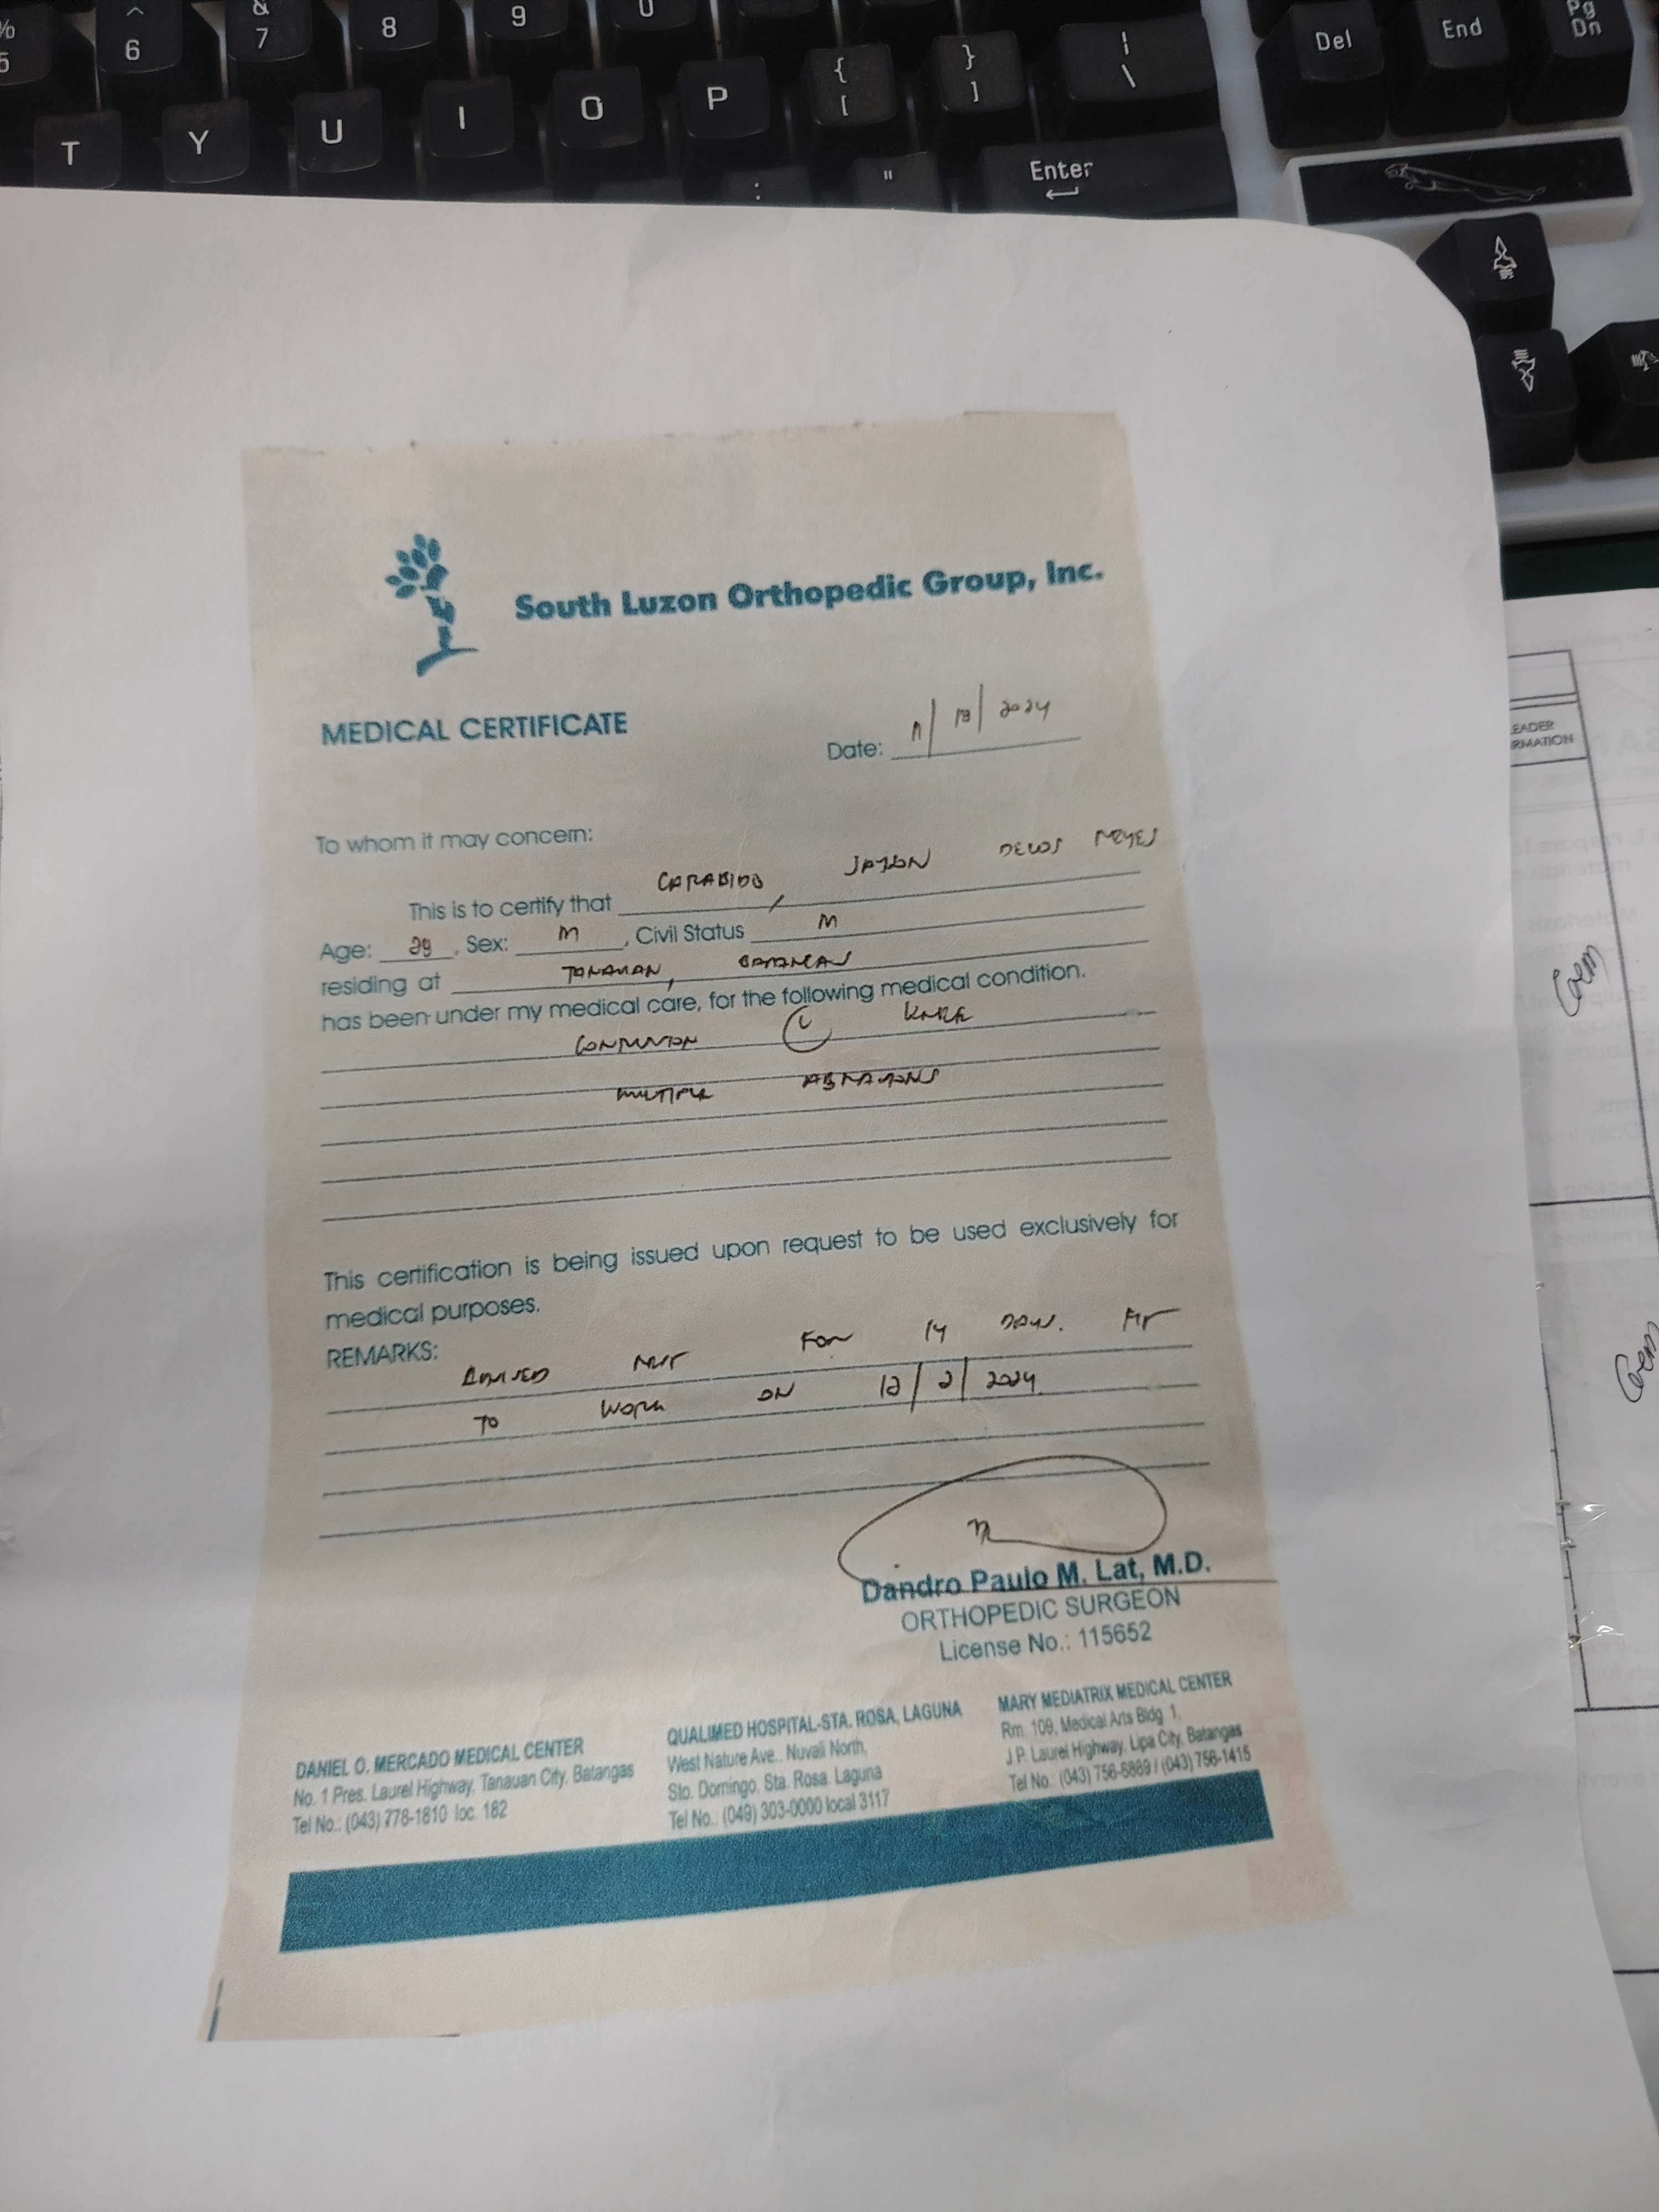 % 5
^ 6
& 7
8
9
0
T
Y
U
I
O
P
{ [
} ]
| \
: "
Enter
Del
End
Pg Dn
South Luzon Orthopedic Group, Inc.
MEDICAL CERTIFICATE
Date: 11/18/2024
To whom it may concern:
This is to certify that CARABIDO, JAYSON DELOS REYES
Age: 29, Sex: M, Civil Status M
residing at TANAUAN, BATANGAS
has been under my medical care, for the following medical condition.
CONTUSION (L) KNEE
MULTIPLE ABRASIONS
This certification is being issued upon request to be used exclusively for
medical purposes.
REMARKS:
ADVISED REST FOR 14 DAYS. FIT
TO WORK ON 12/2/2024
Dandro Paulo M. Lat, M.D.
ORTHOPEDIC SURGEON
License No.: 115652
DANIEL O. MERCADO MEDICAL CENTER
No. 1 Pres. Laurel Highway, Tanauan City, Batangas
Tel No.: (043) 778-1810 loc. 182
QUALIMED HOSPITAL-STA. ROSA, LAGUNA
West Nature Ave., Nuvali North,
Sto. Domingo, Sta. Rosa, Laguna
Tel No.: (049) 303-0000 local 3117
MARY MEDIATRIX MEDICAL CENTER
Rm. 109, Medical Arts Bldg 1,
J.P. Laurel Highway, Lipa City, Batangas
Tel No.: (043) 756-6889 / (043) 756-1415
EADER
RMATION